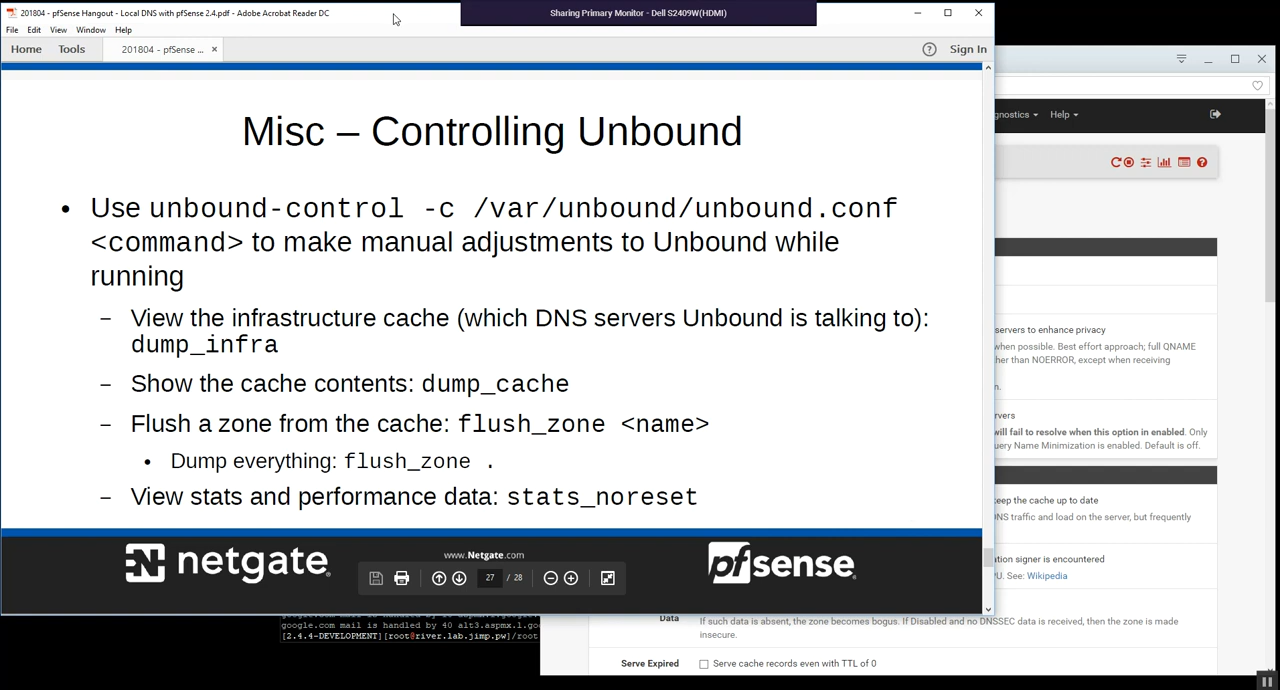 201804 - pfSense Hangout - Local DNS with pfSense 2.4.pdf - Adobe Acrobat Reader DC
Sharing Primary Monitor - Dell S2409W(HDMI)
File Edit View Window Help
Home Tools 201804 - pfSense ... × Sign In
Misc – Controlling Unbound
• Use unbound-control -c /var/unbound/unbound.conf
<command> to make manual adjustments to Unbound while
running
– View the infrastructure cache (which DNS servers Unbound is talking to):
dump_infra
– Show the cache contents: dump_cache
– Flush a zone from the cache: flush_zone <name>
• Dump everything: flush_zone .
– View stats and performance data: stats_noreset
netgate®
www.Netgate.com
pfsense®
27 / 28
gnostics Help
servers to enhance privacy
when possible. Best effort approach; full QNAME
her than NOERROR, except when receiving
n.
rvers
will fail to resolve when this option in enabled. Only
uery Name Minimization is enabled. Default is off.
keep the cache up to date
DNS traffic and load on the server, but frequently
ation signer is encountered
PU. See: Wikipedia
google.com mail is handled by 40 alt3.aspmx.l.goo
[2.4.4-DEVELOPMENT][root@river.lab.jimp.pw]/root
Data
If such data is absent, the zone becomes bogus. If Disabled and no DNSSEC data is received, then the zone is made
insecure.
Serve Expired Serve cache records even with TTL of 0